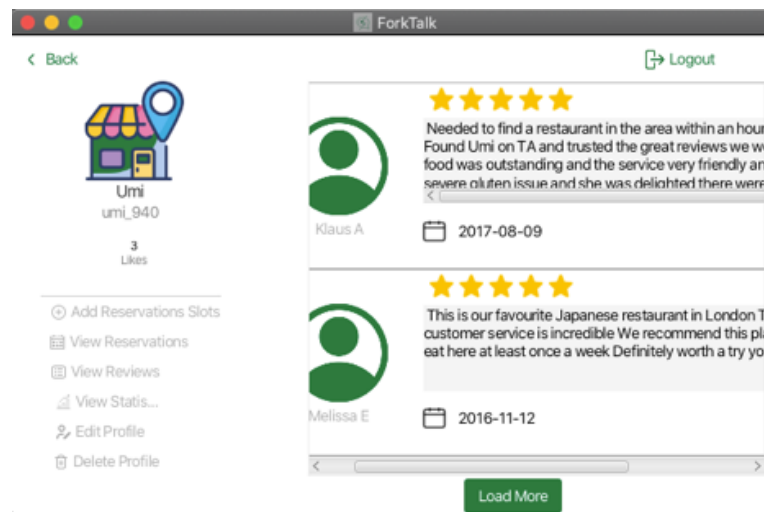 ForkTalk
Back
Logout
Umi
umi_940
3
Likes
Add Reservations Slots
View Reservations
View Reviews
View Statis...
Edit Profile
Delete Profile
Needed to find a restaurant in the area within an hour
Found Umi on TA and trusted the great reviews we w
food was outstanding and the service very friendly an
severe gluten issue and she was delighted there were
Klaus A
2017-08-09
This is our favourite Japanese restaurant in London T
customer service is incredible We recommend this pla
eat here at least once a week Definitely worth a try yo
Melissa E
2016-11-12
Load More